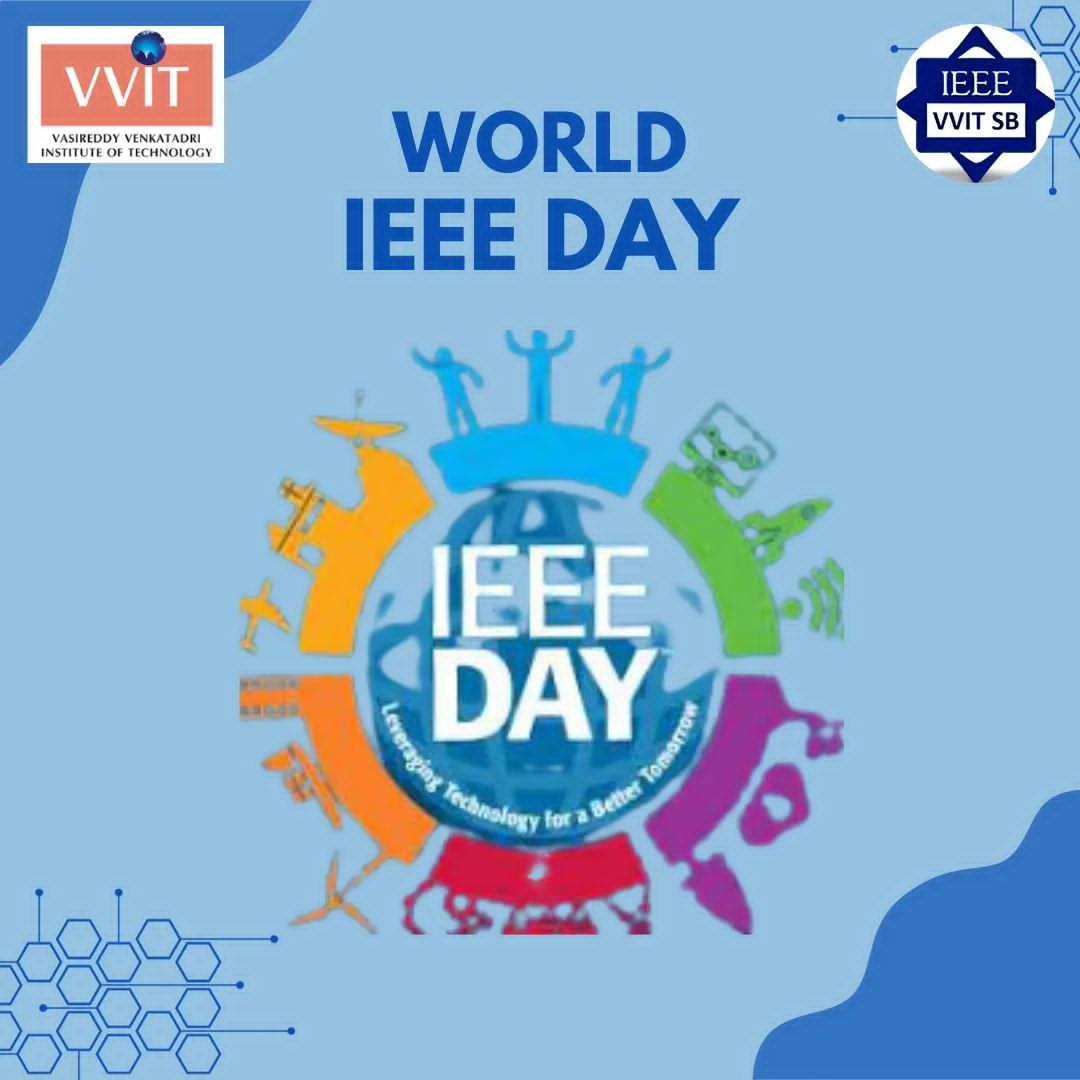 VVIT
VASIREDDY VENKATADRI
INSTITUTE OF TECHNOLOGY
IEEE
VVIT SB
WORLD
IEEE DAY
IEEE
DAY
Leveraging Technology for a Better Tomorrow